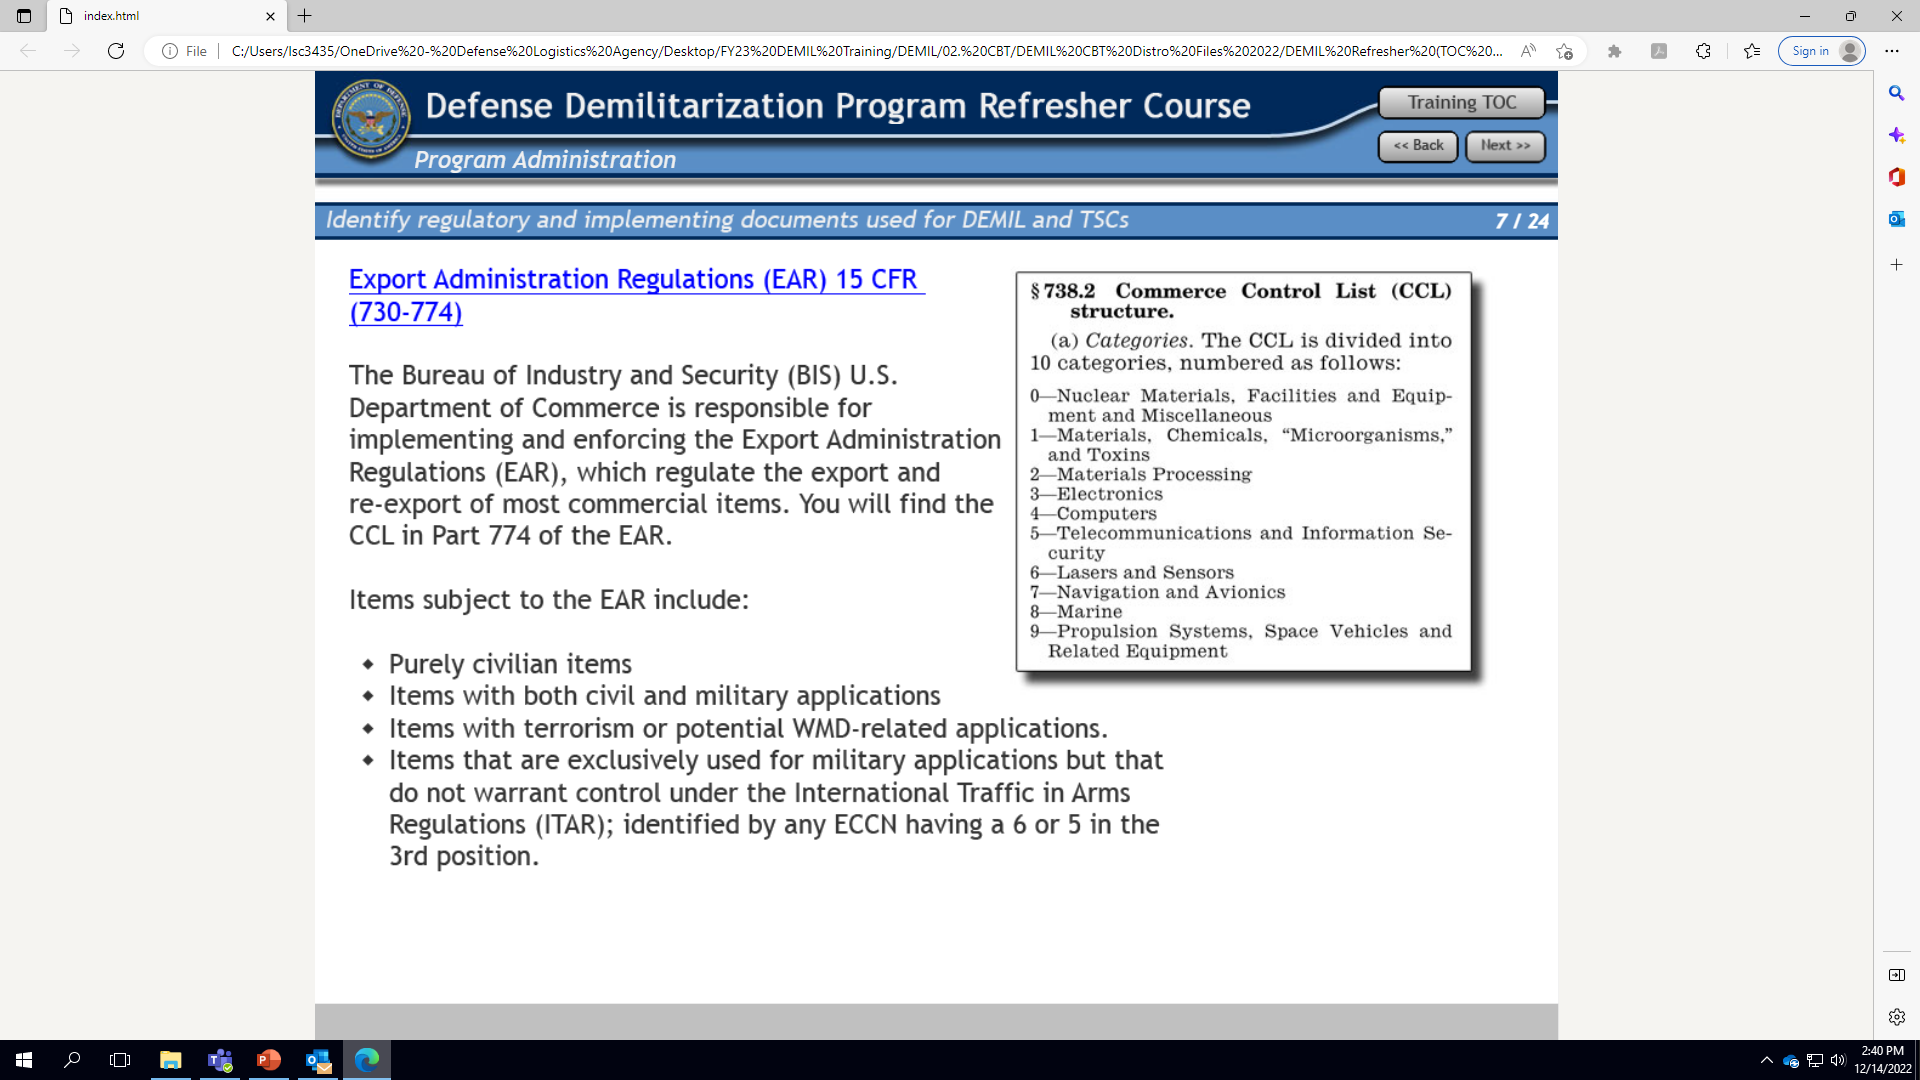 index.html
File
C:/Users/lsc3435/OneDrive%20-%20Defense%20Logistics%20Agency/Desktop/FY23%20DEMIL%20Training/DEMIL/02.%20CBT/DEMIL%20CBT%20Distro%20Files%202022/DEMIL%20Refresher%20(TOC%20...
Sign in
Defense Demilitarization Program Refresher Course
Training TOC
<< Back
Next >>
Program Administration
Identify regulatory and implementing documents used for DEMIL and TSCs
7 / 24
Export Administration Regulations (EAR) 15 CFR
(730-774)
The Bureau of Industry and Security (BIS) U.S.
Department of Commerce is responsible for
implementing and enforcing the Export Administration
Regulations (EAR), which regulate the export and
re-export of most commercial items. You will find the
CCL in Part 774 of the EAR.
Items subject to the EAR include:
◆ Purely civilian items
◆ Items with both civil and military applications
◆ Items with terrorism or potential WMD-related applications.
◆ Items that are exclusively used for military applications but that
do not warrant control under the International Traffic in Arms
Regulations (ITAR); identified by any ECCN having a 6 or 5 in the
3rd position.
§ 738.2 Commerce Control List (CCL)
structure.
(a) Categories. The CCL is divided into
10 categories, numbered as follows:
0—Nuclear Materials, Facilities and Equip-
ment and Miscellaneous
1—Materials, Chemicals, “Microorganisms,”
and Toxins
2—Materials Processing
3—Electronics
4—Computers
5—Telecommunications and Information Se-
curity
6—Lasers and Sensors
7—Navigation and Avionics
8—Marine
9—Propulsion Systems, Space Vehicles and
Related Equipment
2:40 PM
12/14/2022